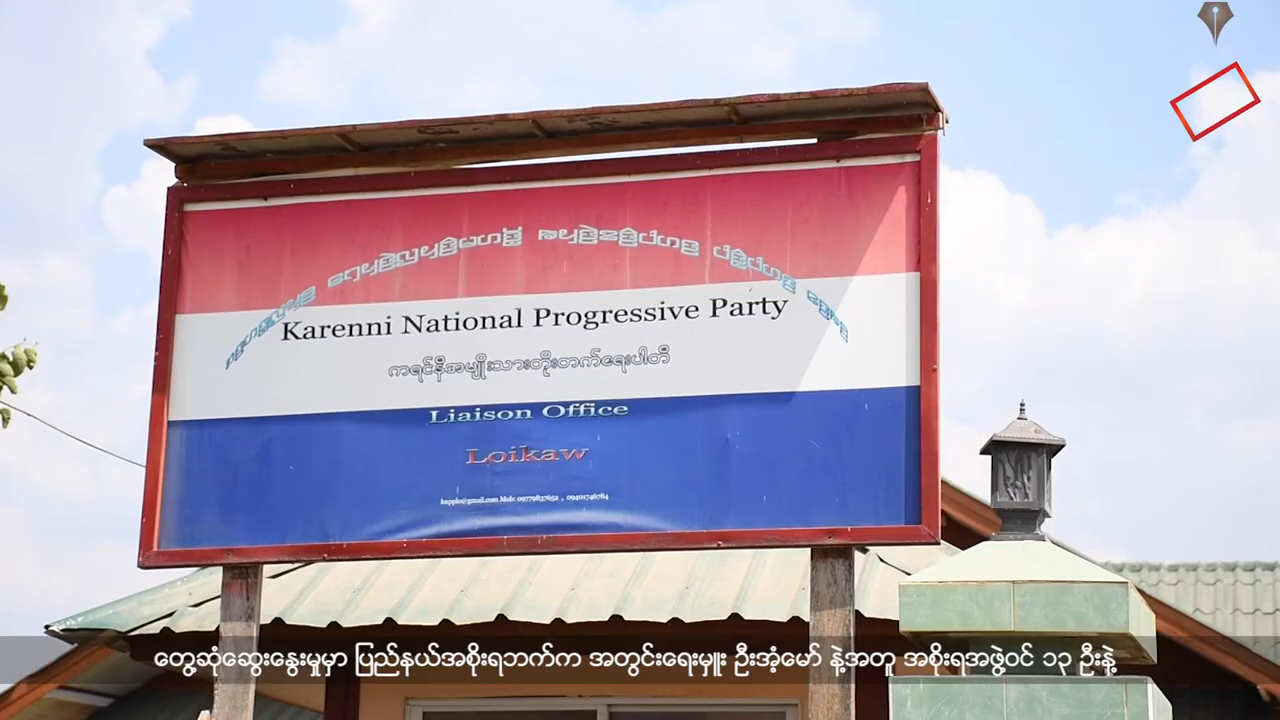 Karenni National Progressive Party
ကရင်နီအမျိုးသားတိုးတက်ရေးပါတီ
Liaison Office
Loikaw
တွေ့ဆုံဆွေးနွေးမှုမှာ ပြည်နယ်အစိုးရဘက်က အတွင်းရေးမှူး ဦးအံ့မော် နဲ့အတူ အစိုးရအဖွဲ့ဝင် ၁၃ ဦးနဲ့